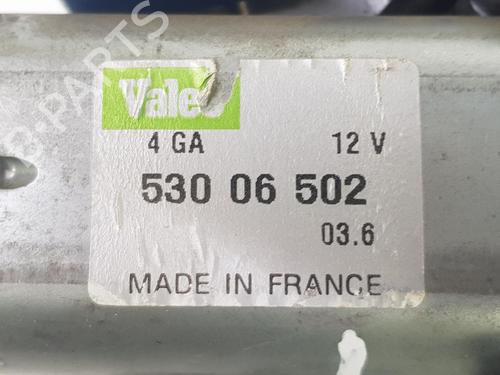 Valeo
4 GA 12 V
530 06 502
03.6
MADE IN FRANCE